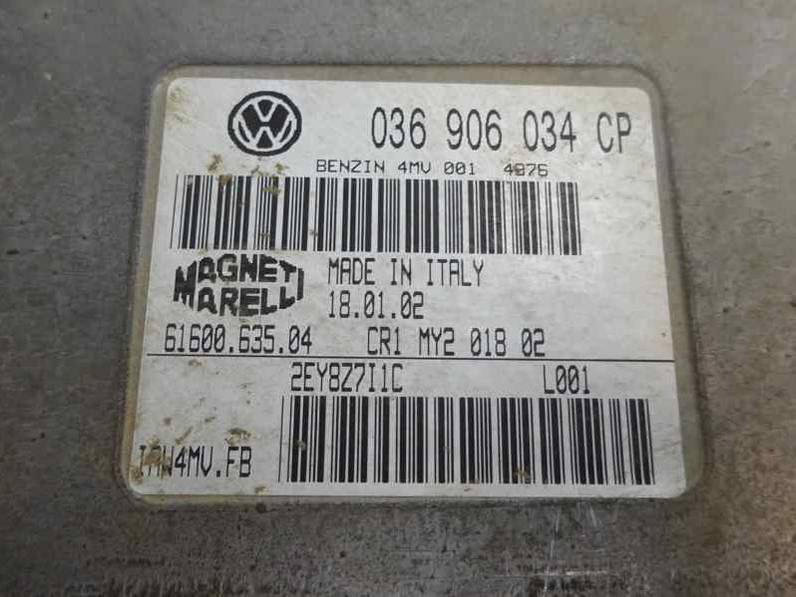 036 906 034 CP
BENZIN 4MV 001 4976
MAGNETI MARELLI
MADE IN ITALY
18.01.02
61600.635.04 CR1 MY2 018 02
2EY8Z7I1C L001
IAW4MV.FB